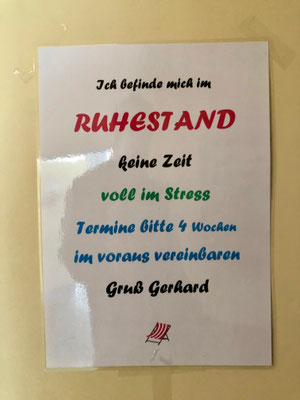 Ich befinde mich im
RUHESTAND
keine Zeit
voll im Stress
Termine bitte 4 Wochen
im voraus vereinbaren
Gruß Gerhard